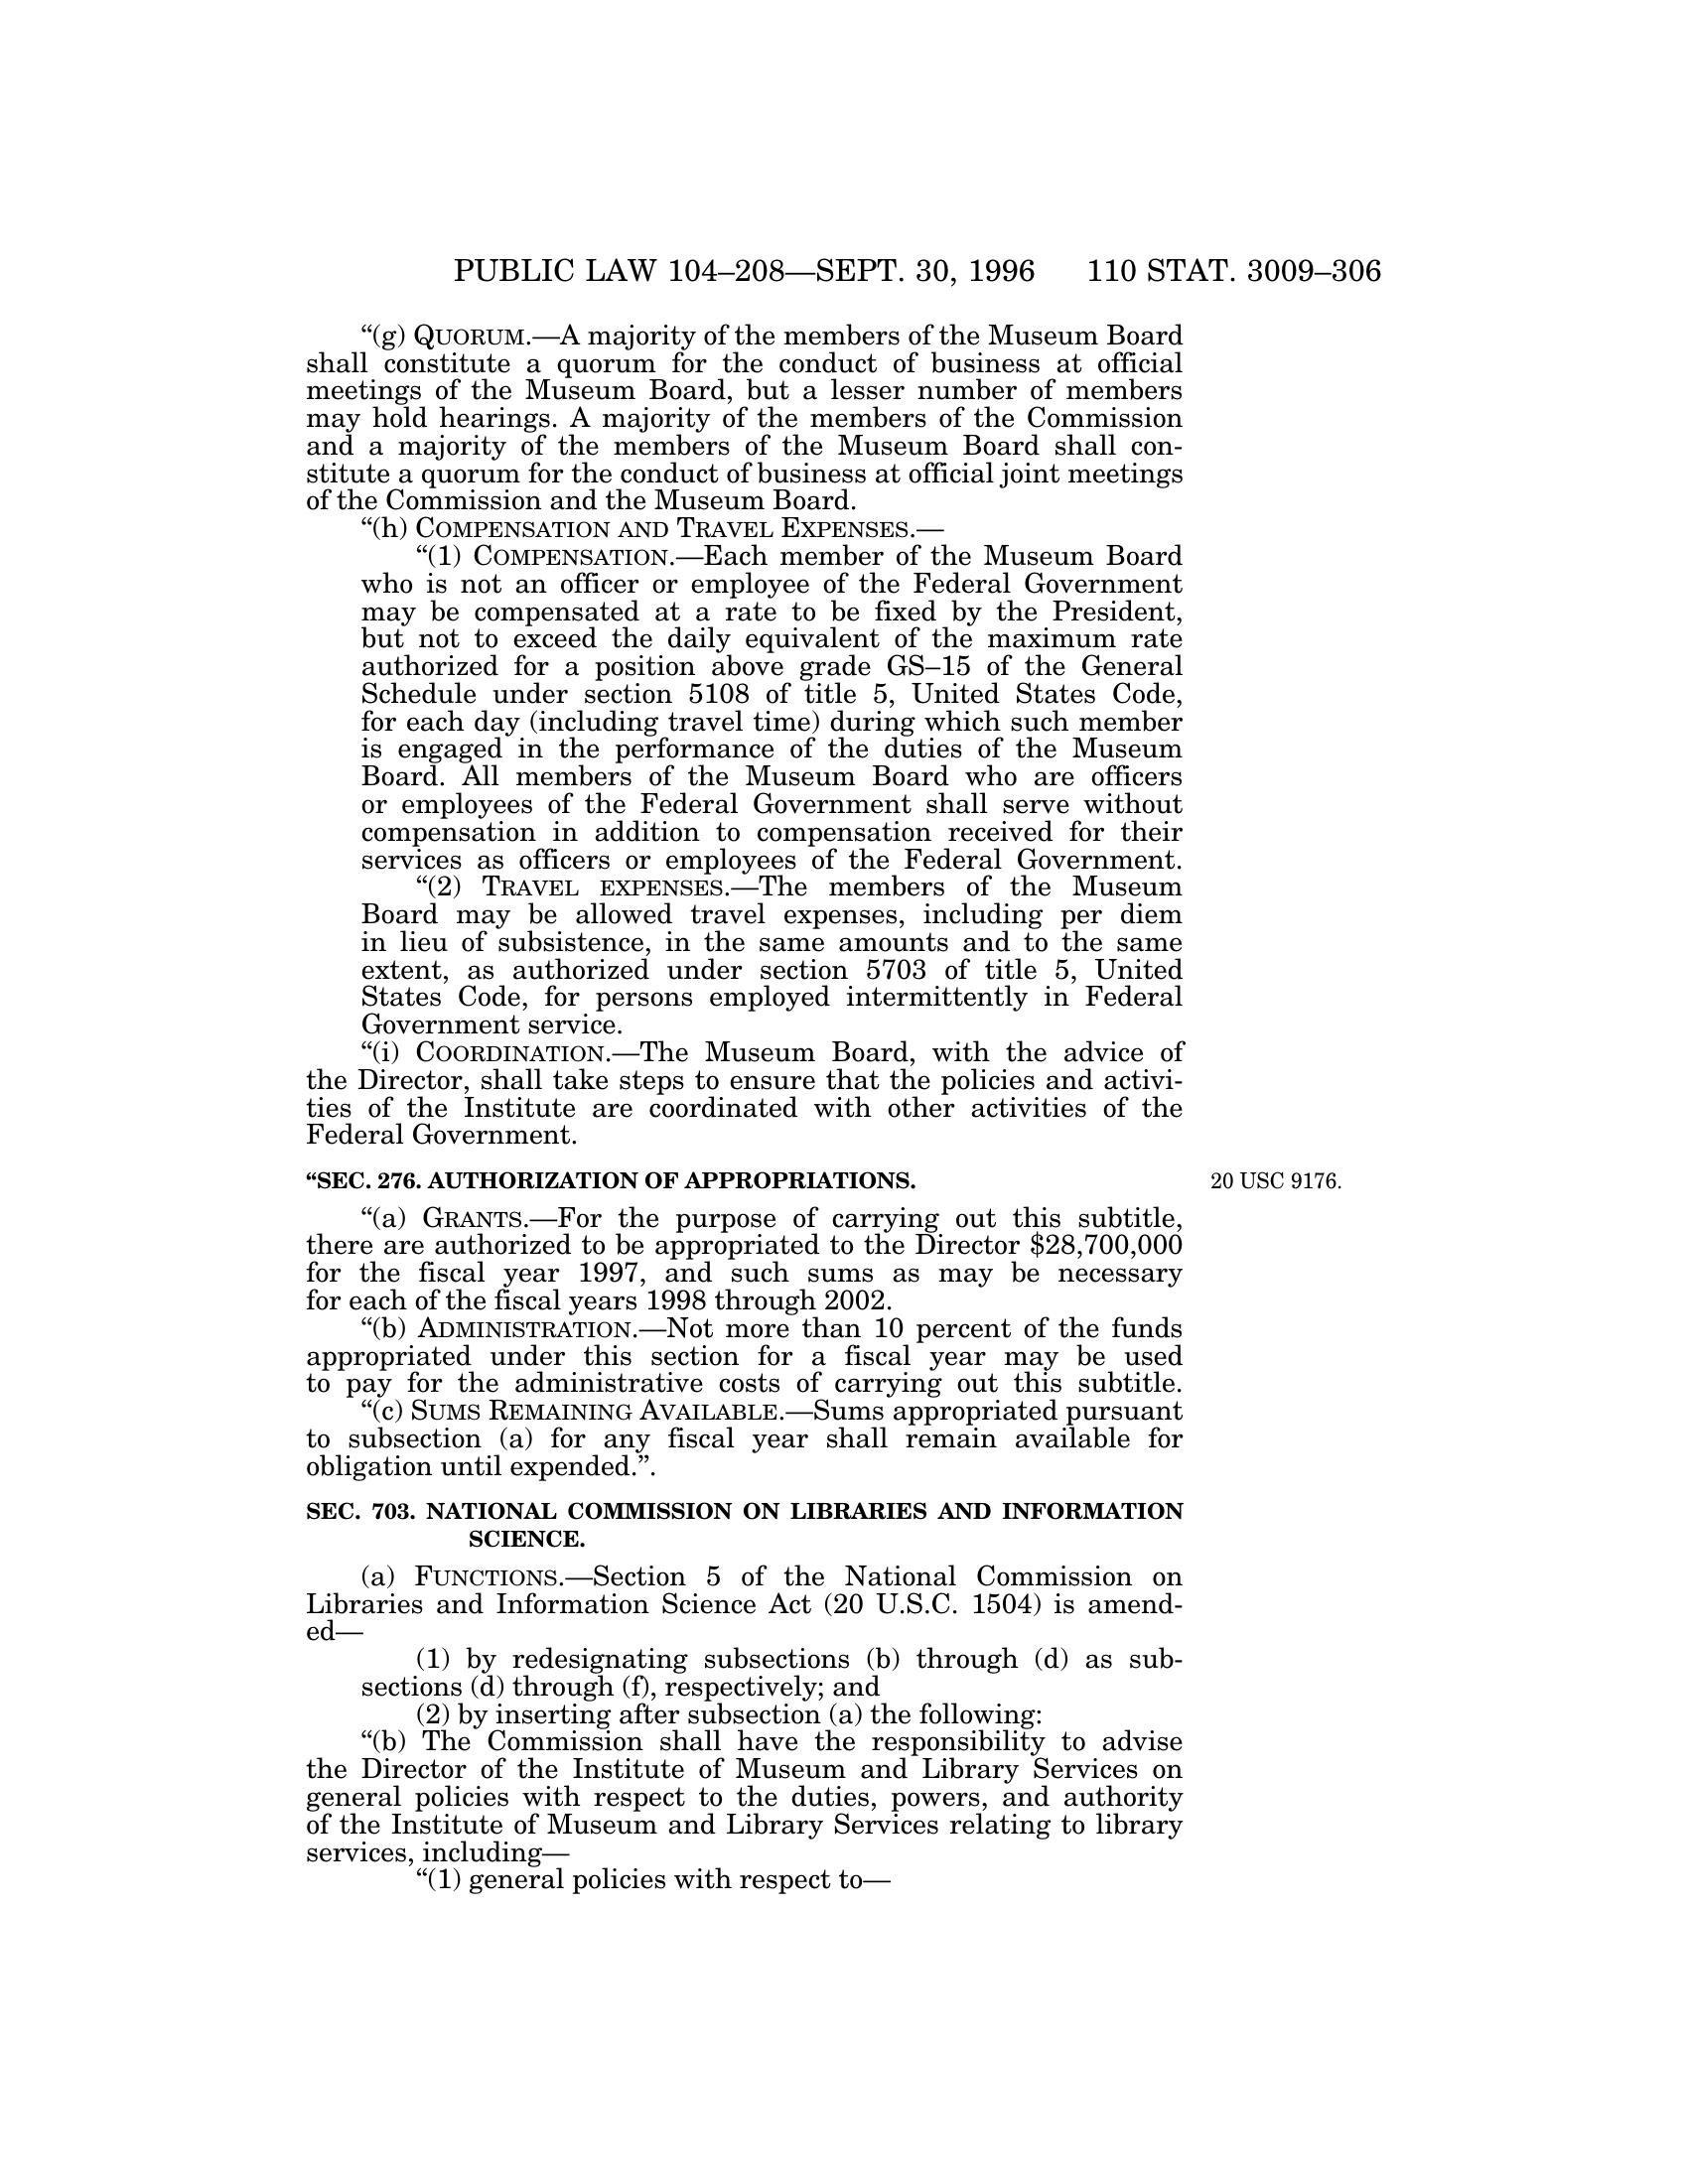 PUBLIC LAW 104–208—SEPT. 30, 1996 110 STAT. 3009–306
“(g) QUORUM.—A majority of the members of the Museum Board
shall constitute a quorum for the conduct of business at official
meetings of the Museum Board, but a lesser number of members
may hold hearings. A majority of the members of the Commission
and a majority of the members of the Museum Board shall con-
stitute a quorum for the conduct of business at official joint meetings
of the Commission and the Museum Board.
“(h) COMPENSATION AND TRAVEL EXPENSES.—
“(1) COMPENSATION.—Each member of the Museum Board
who is not an officer or employee of the Federal Government
may be compensated at a rate to be fixed by the President,
but not to exceed the daily equivalent of the maximum rate
authorized for a position above grade GS–15 of the General
Schedule under section 5108 of title 5, United States Code,
for each day (including travel time) during which such member
is engaged in the performance of the duties of the Museum
Board. All members of the Museum Board who are officers
or employees of the Federal Government shall serve without
compensation in addition to compensation received for their
services as officers or employees of the Federal Government.
“(2) TRAVEL EXPENSES.—The members of the Museum
Board may be allowed travel expenses, including per diem
in lieu of subsistence, in the same amounts and to the same
extent, as authorized under section 5703 of title 5, United
States Code, for persons employed intermittently in Federal
Government service.
“(i) COORDINATION.—The Museum Board, with the advice of
the Director, shall take steps to ensure that the policies and activi-
ties of the Institute are coordinated with other activities of the
Federal Government.
“SEC. 276. AUTHORIZATION OF APPROPRIATIONS.
20 USC 9176.
“(a) GRANTS.—For the purpose of carrying out this subtitle,
there are authorized to be appropriated to the Director $28,700,000
for the fiscal year 1997, and such sums as may be necessary
for each of the fiscal years 1998 through 2002.
“(b) ADMINISTRATION.—Not more than 10 percent of the funds
appropriated under this section for a fiscal year may be used
to pay for the administrative costs of carrying out this subtitle.
“(c) SUMS REMAINING AVAILABLE.—Sums appropriated pursuant
to subsection (a) for any fiscal year shall remain available for
obligation until expended.”.
SEC. 703. NATIONAL COMMISSION ON LIBRARIES AND INFORMATION
SCIENCE.
(a) FUNCTIONS.—Section 5 of the National Commission on
Libraries and Information Science Act (20 U.S.C. 1504) is amend-
ed—
(1) by redesignating subsections (b) through (d) as sub-
sections (d) through (f), respectively; and
(2) by inserting after subsection (a) the following:
“(b) The Commission shall have the responsibility to advise
the Director of the Institute of Museum and Library Services on
general policies with respect to the duties, powers, and authority
of the Institute of Museum and Library Services relating to library
services, including—
“(1) general policies with respect to—